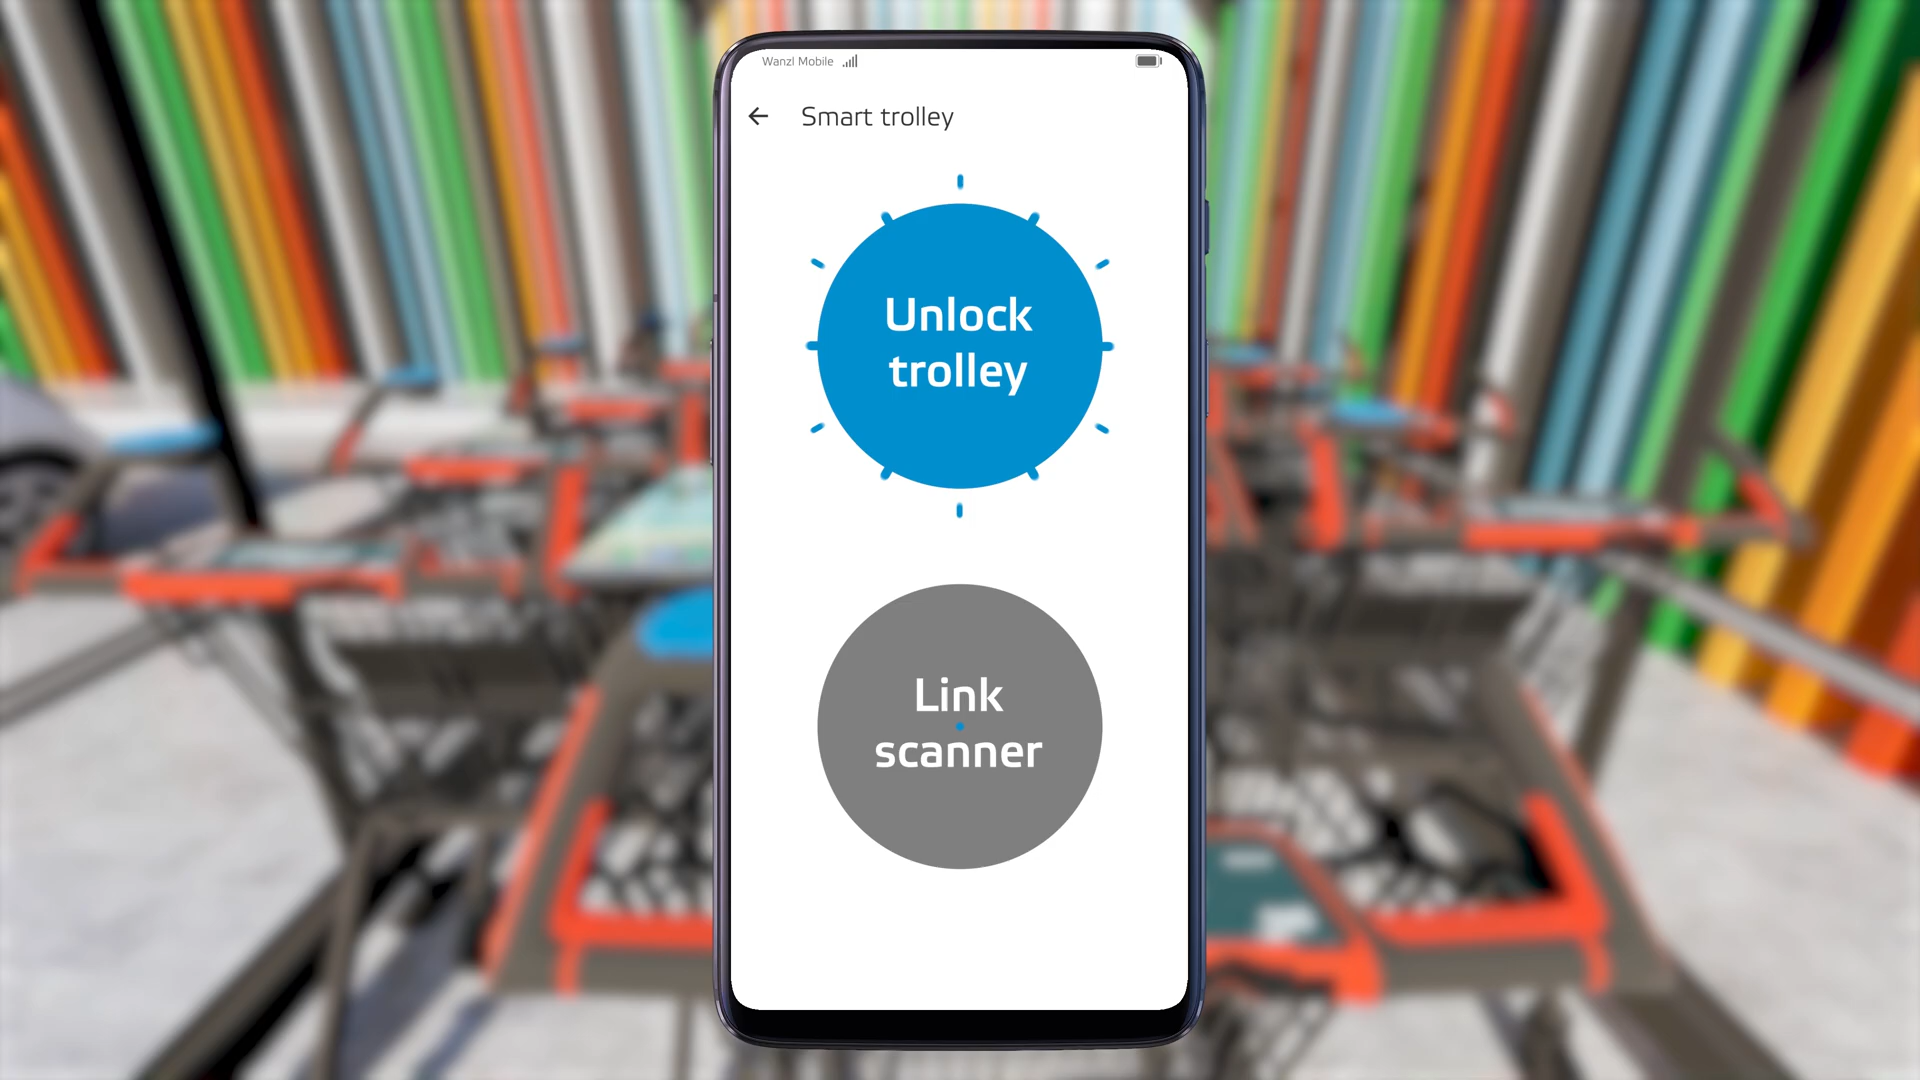 Wanzl Mobile
Smart trolley
Unlock
trolley
Link
scanner